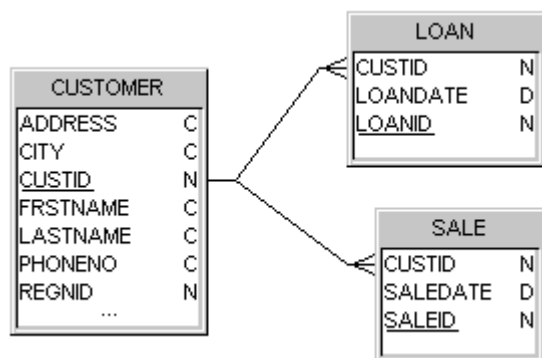 CUSTOMER
ADDRESS C
CITY C
CUSTID N
FRSTNAME C
LASTNAME C
PHONENO C
REGNID N
...
LOAN
CUSTID N
LOANDATE D
LOANID N
SALE
CUSTID N
SALEDATE D
SALEID N